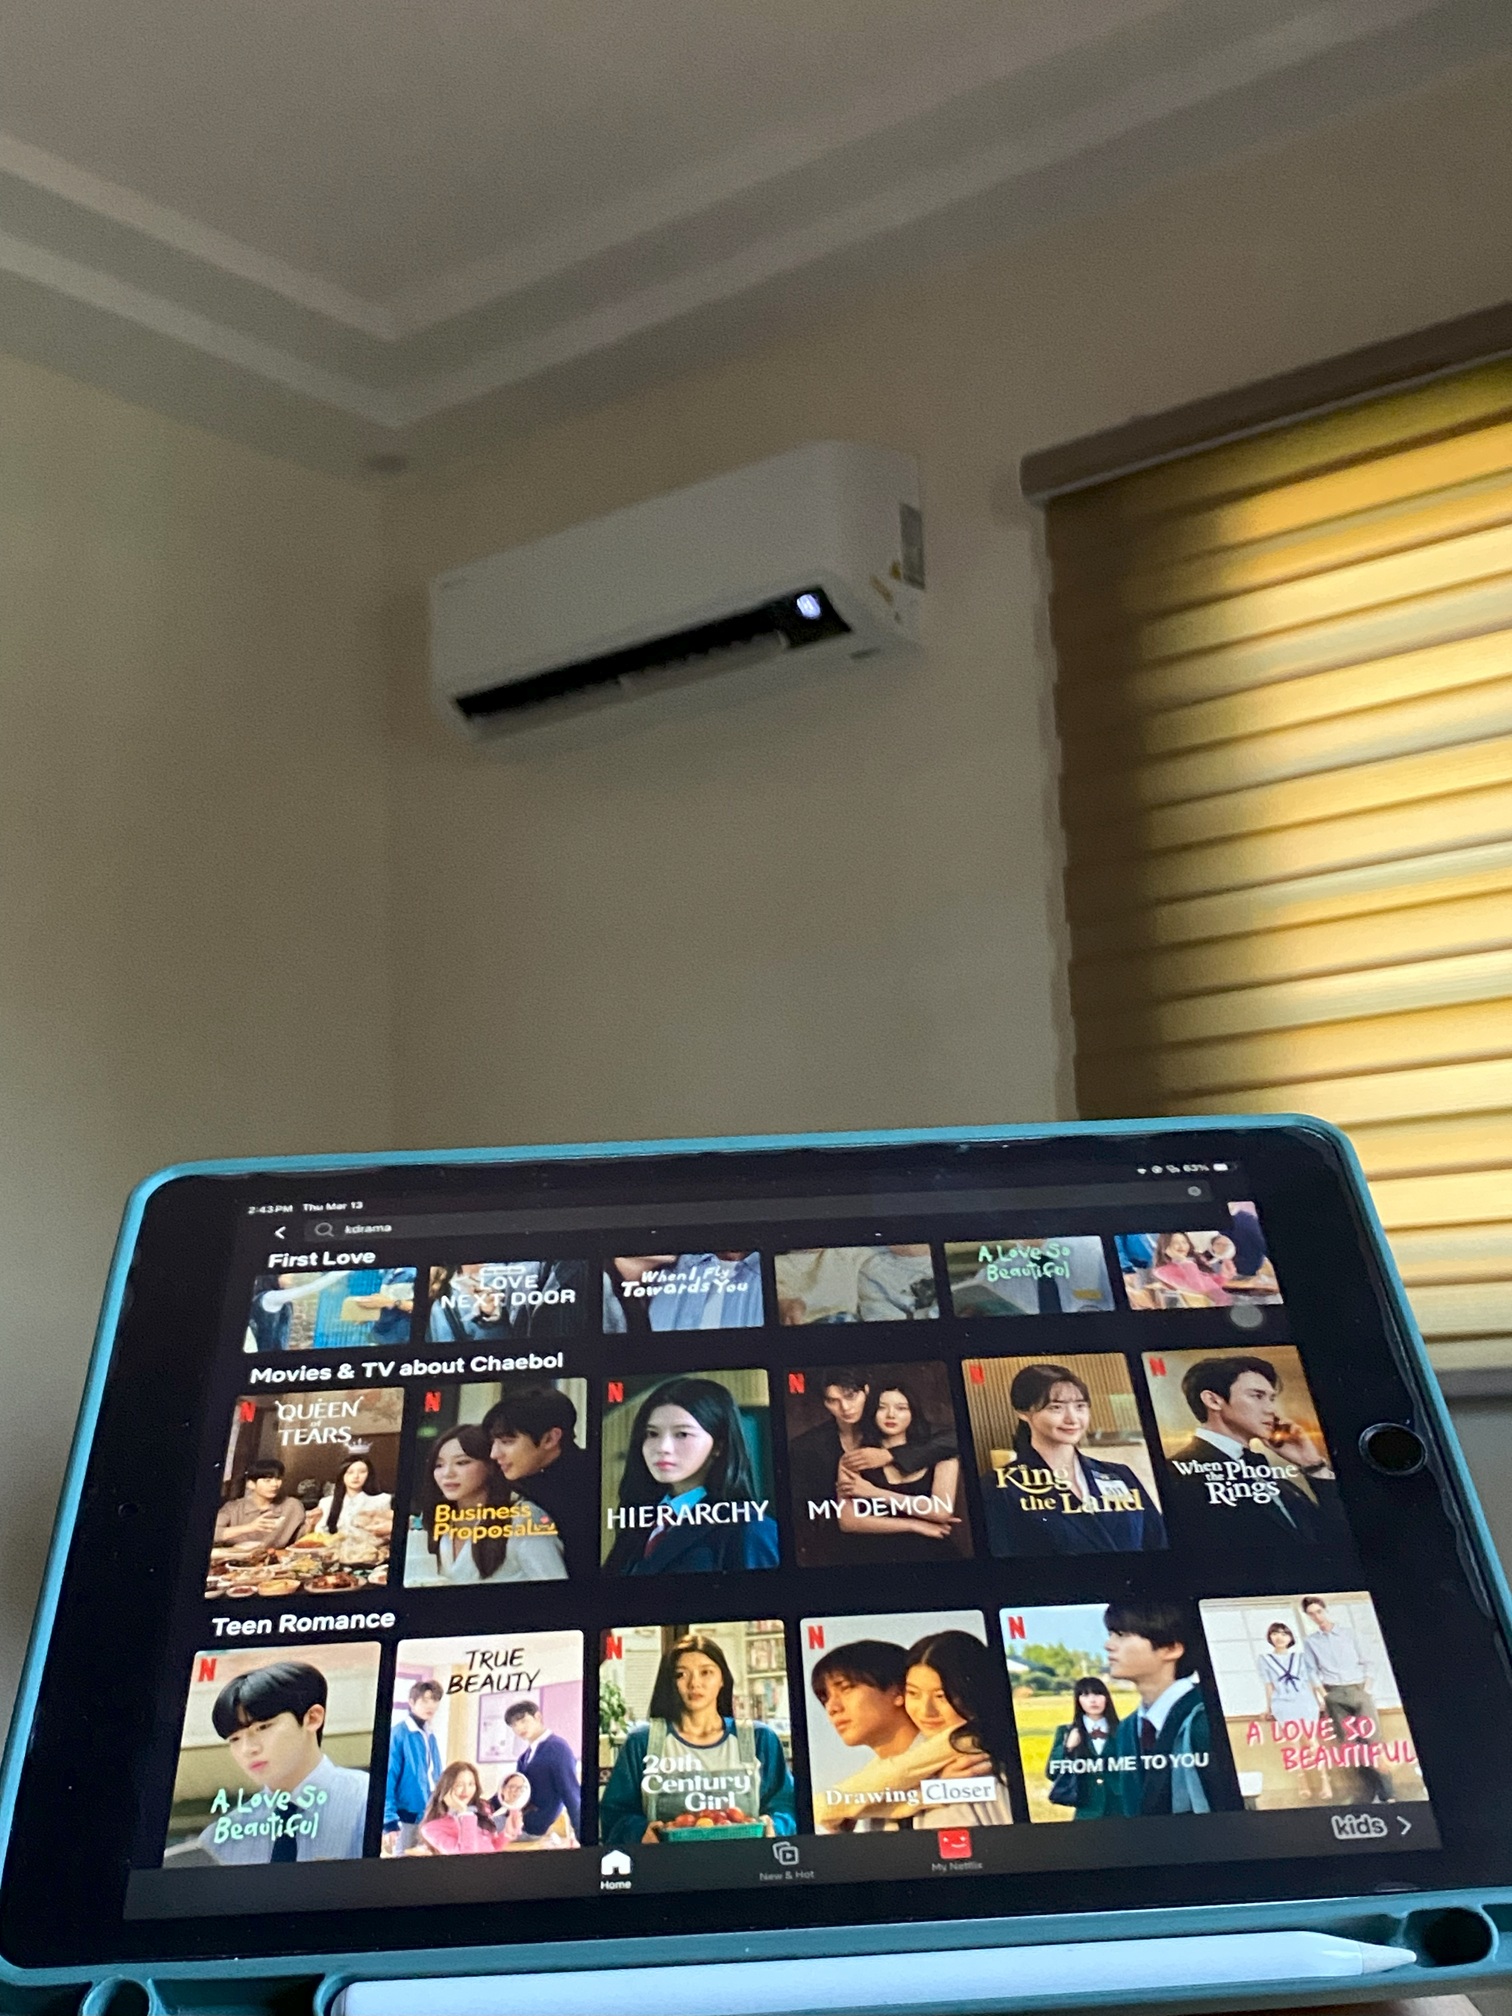 2:43 PM Thu Mar 13
63%
kdrama
First Love
LOVE
NEXT DOOR
When I Fly
Towards You
A Love So
Beautiful
Movies & TV about Chaebol
N
QUEEN
of
TEARS
N
Business
Proposal
N
HIERARCHY
N
MY DEMON
N
King
the Land
N
When the Phone
Rings
Teen Romance
N
A Love So
Beautiful
TRUE
BEAUTY
N
20th
Century
Girl
N
Drawing Closer
N
FROM ME TO YOU
A LOVE SO
BEAUTIFUL
Home
New & Hot
My Netflix
kids